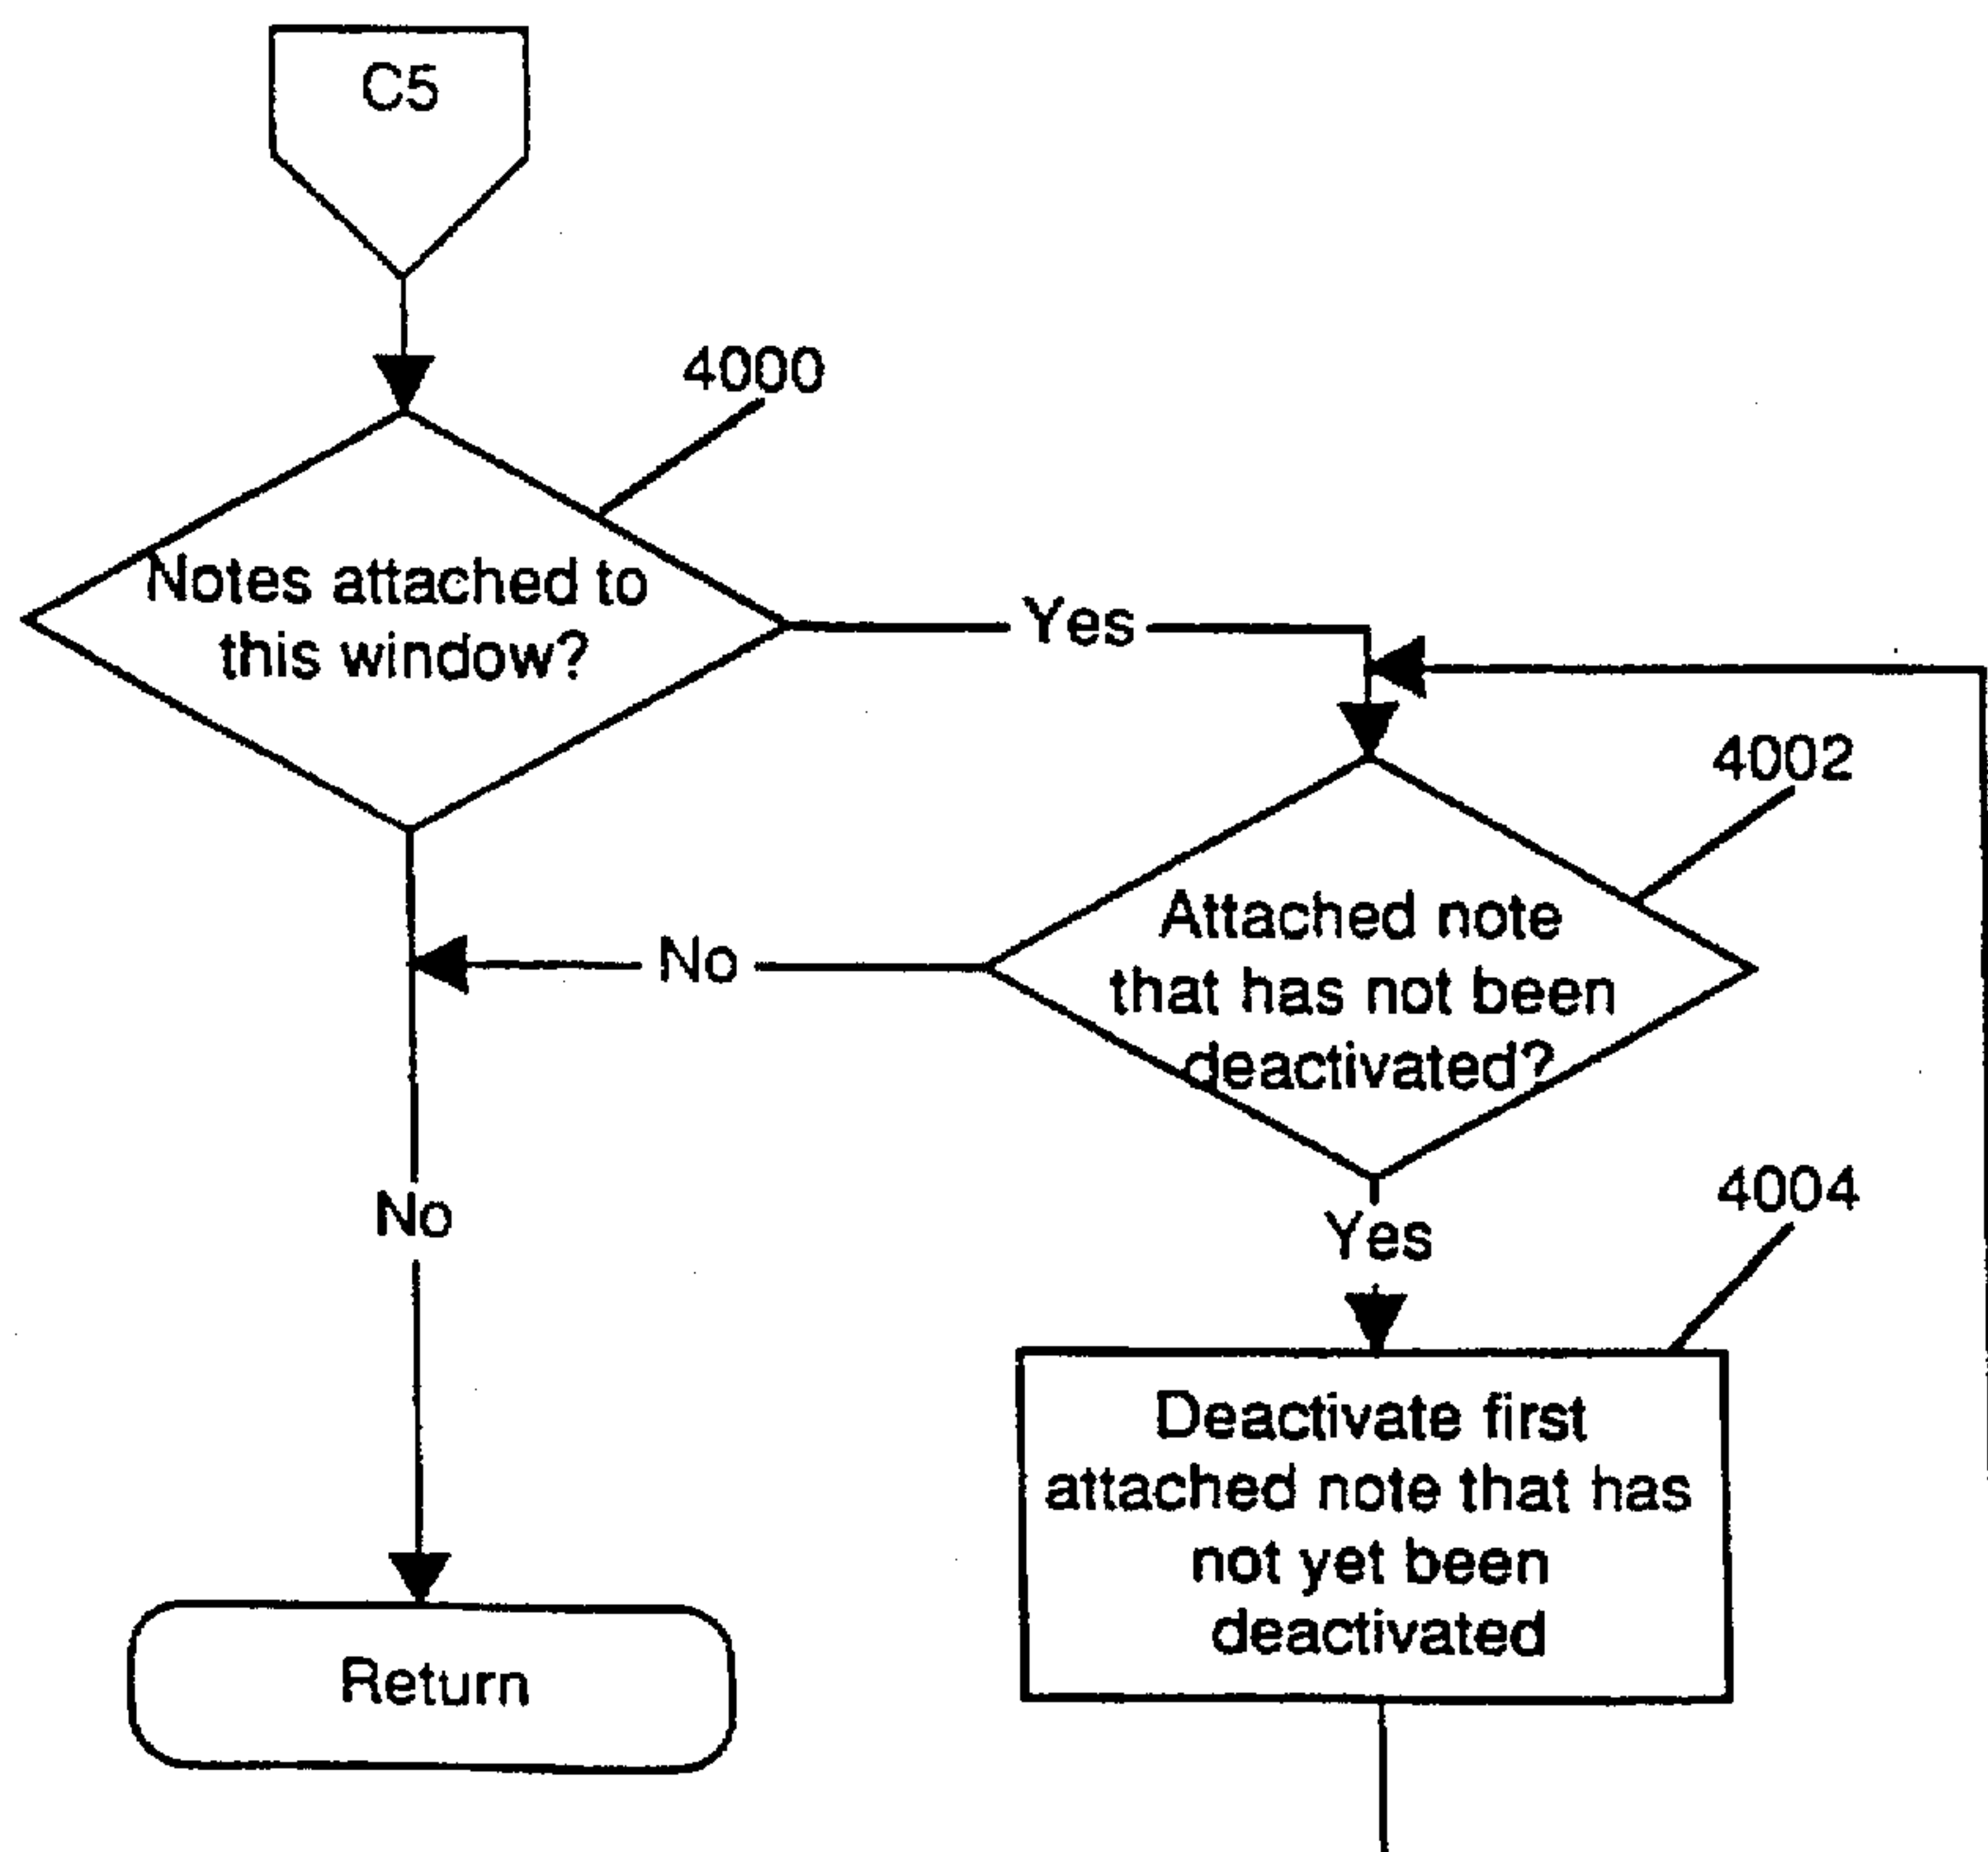 C5
4000
Notes attached to
this window?
Yes
4002
Attached note
that has not been
deactivated?
No
No
Yes
4004
Deactivate first
attached note that has
not yet been
deactivated
Return